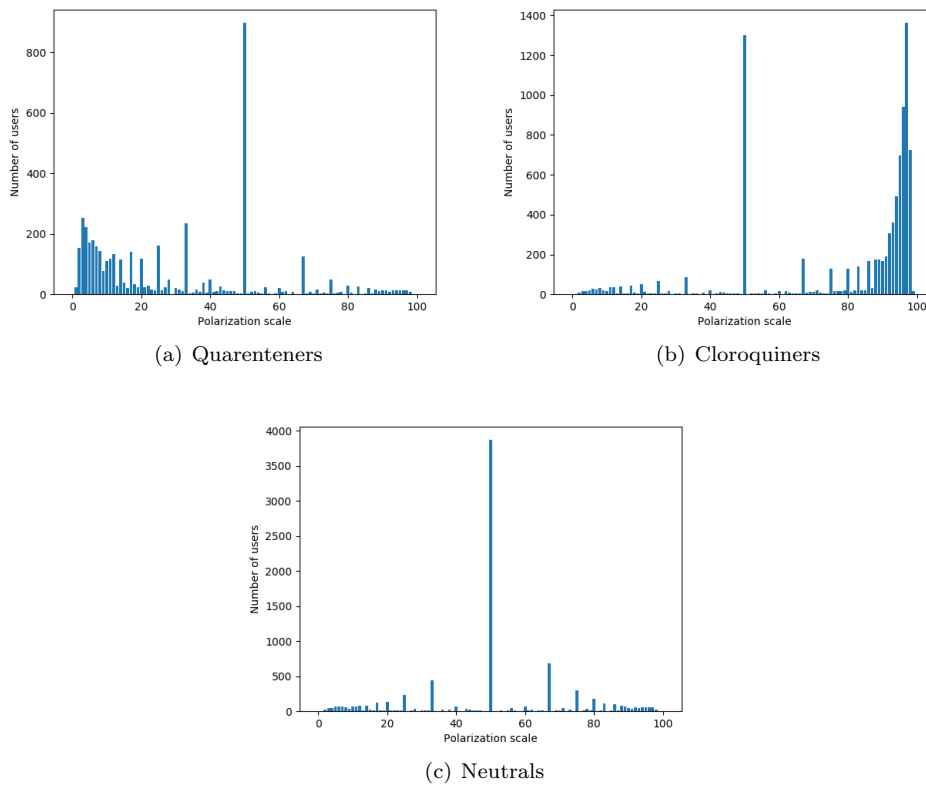 800
600
400
200
0
Number of users
0 20 40 60 80 100
Polarization scale
(a) Quarenteners
1400
1200
1000
800
600
400
200
0
Number of users
0 20 40 60 80 100
Polarization scale
(b) Cloroquiners
4000
3500
3000
2500
2000
1500
1000
500
0
Number of users
0 20 40 60 80 100
Polarization scale
(c) Neutrals